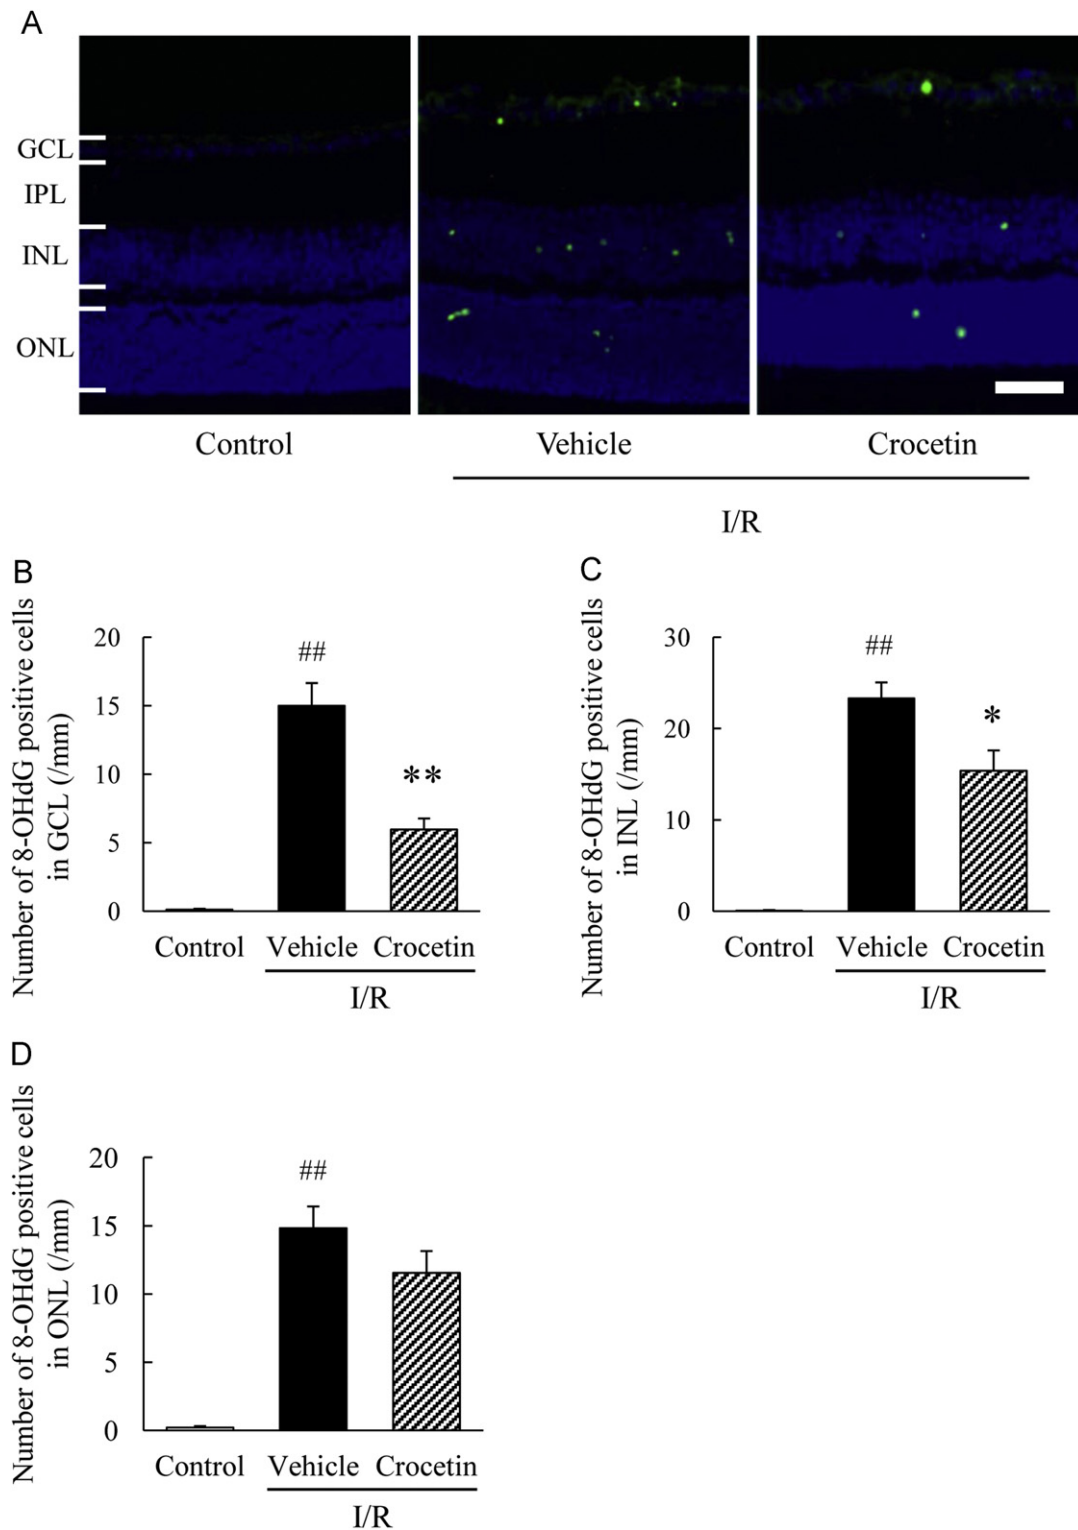 A
GCL
IPL
INL
ONL
Control Vehicle Crocetin
I/R
B
Number of 8-OHdG positive cells
in GCL (/mm)
20
15
10
5
0
##
**
Control Vehicle Crocetin
I/R
C
Number of 8-OHdG positive cells
in INL (/mm)
30
20
10
0
##
*
Control Vehicle Crocetin
I/R
D
Number of 8-OHdG positive cells
in ONL (/mm)
20
15
10
5
0
##
Control Vehicle Crocetin
I/R